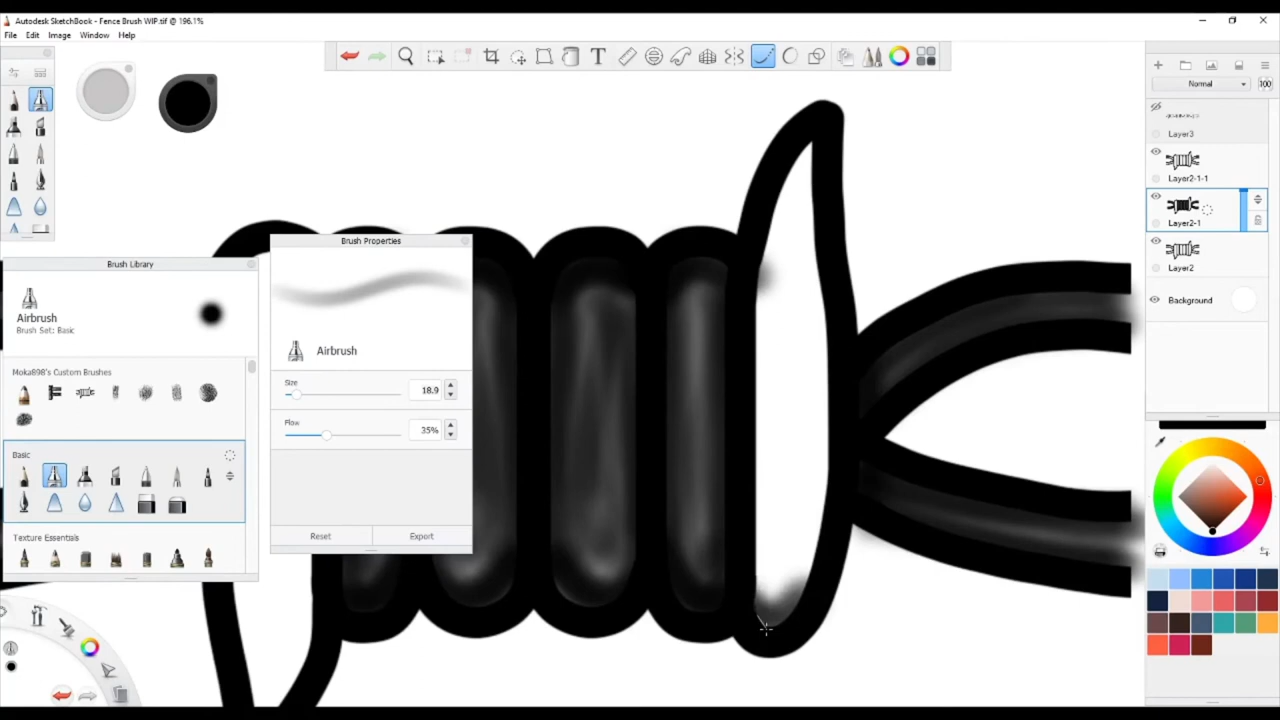 Autodesk SketchBook - Fence Brush WIP.tif @ 196.1%
File Edit Image Window Help
T
Normal 100
Layer3
Layer2-1-1
Layer2-1
Layer2
Background
Brush Library
Airbrush
Brush Set: Basic
Moka898's Custom Brushes
Basic
Texture Essentials
Brush Properties
Airbrush
Size
18.9
Flow
35%
Reset Export